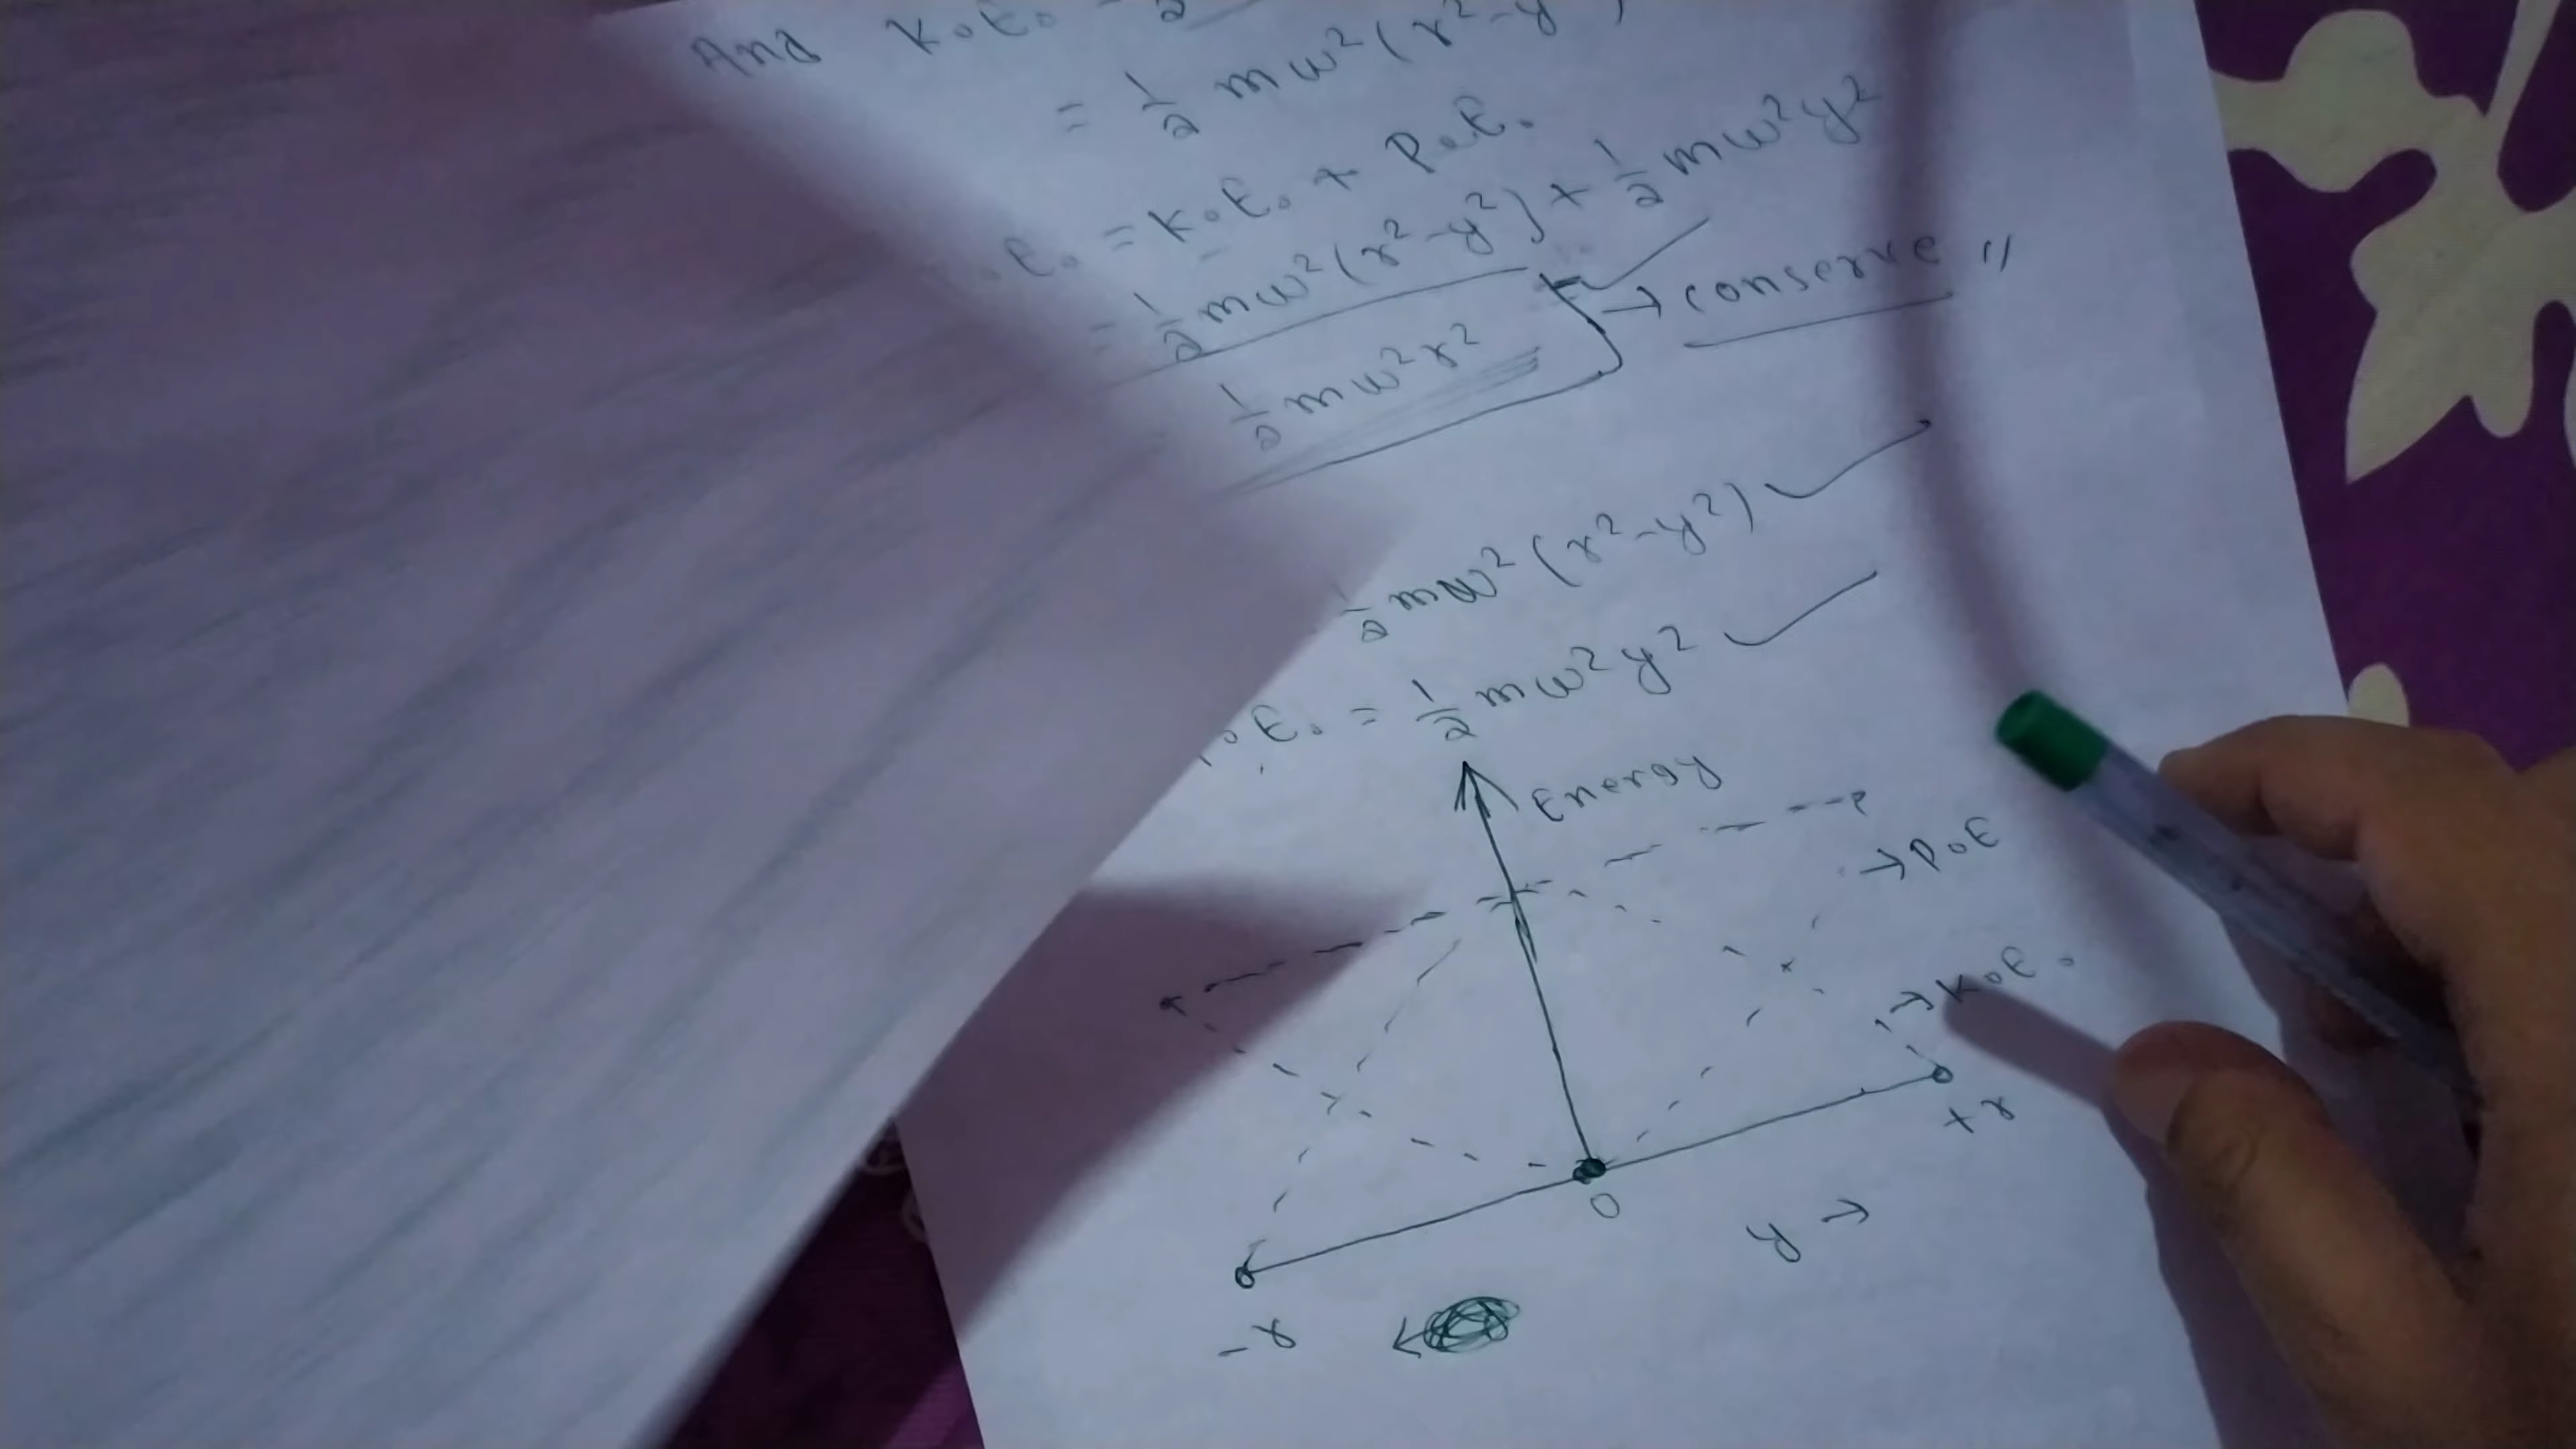 And K.E. =
= 1/2 mω²(r²-y
.E. = K.E. + P.E.
= 1/2 mω²(r²-y²) + 1/2 mω²y²
1/2 mω²r² → conserve "
1/2 mω²(r²-y²)
.E. = 1/2 mω²y²
Energy
→ P.E
→ K.E.
+r
0
y →
-r